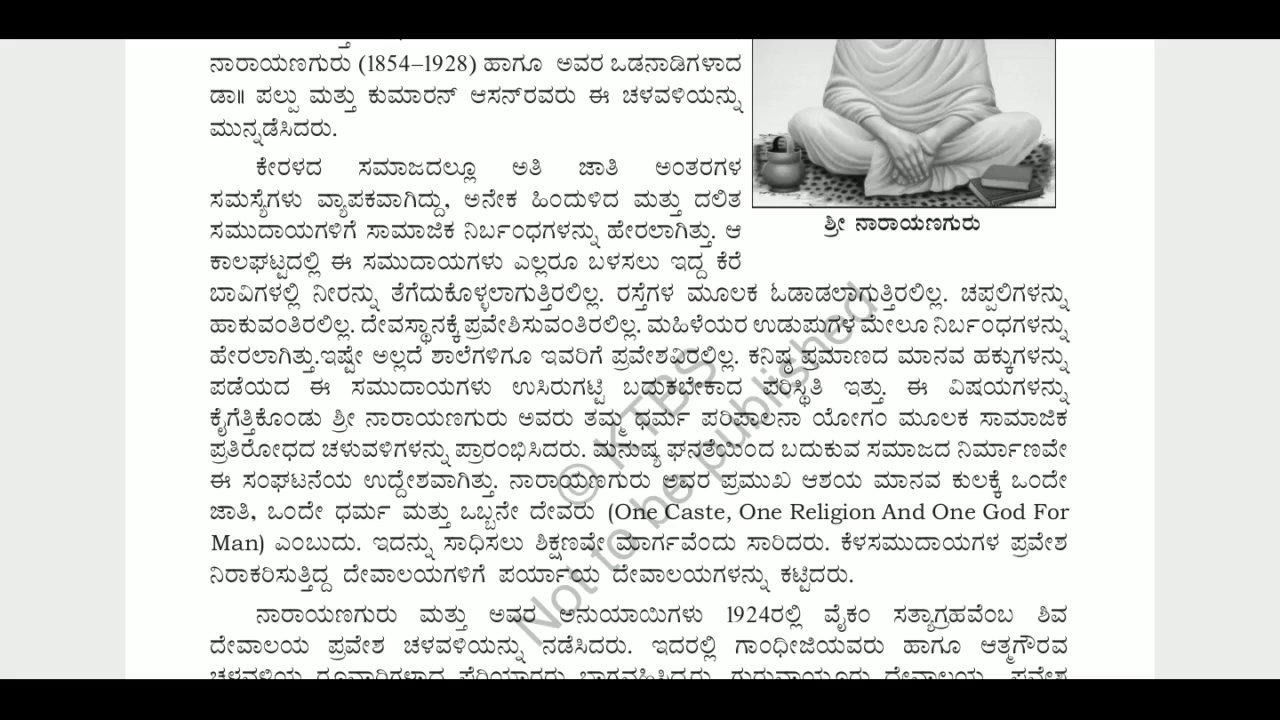 ನಾರಾಯಣಗುರು (1854–1928) ಹಾಗೂ ಅವರ ಒಡನಾಡಿಗಳಾದ
ಡಾ॥ ಪಲ್ಪು ಮತ್ತು ಕುಮಾರನ್ ಆಸನ್‌ರವರು ಈ ಚಳವಳಿಯನ್ನು
ಮುನ್ನಡೆಸಿದರು.
ಕೇರಳದ ಸಮಾಜದಲ್ಲೂ ಅತಿ ಜಾತಿ ಅಂತರಗಳ
ಸಮಸ್ಯೆಗಳು ವ್ಯಾಪಕವಾಗಿದ್ದು, ಅನೇಕ ಹಿಂದುಳಿದ ಮತ್ತು ದಲಿತ
ಸಮುದಾಯಗಳಿಗೆ ಸಾಮಾಜಿಕ ನಿರ್ಬಂಧಗಳನ್ನು ಹೇರಲಾಗಿತ್ತು. ಆ
ಕಾಲಘಟ್ಟದಲ್ಲಿ ಈ ಸಮುದಾಯಗಳು ಎಲ್ಲರೂ ಬಳಸಲು ಇದ್ದ ಕೆರೆ
ಶ್ರೀ ನಾರಾಯಣಗುರು
ಬಾವಿಗಳಲ್ಲಿ ನೀರನ್ನು ತೆಗೆದುಕೊಳ್ಳಲಾಗುತ್ತಿರಲಿಲ್ಲ. ರಸ್ತೆಗಳ ಮೂಲಕ ಓಡಾಡಲಾಗುತ್ತಿರಲಿಲ್ಲ. ಚಪ್ಪಲಿಗಳನ್ನು
ಹಾಕುವಂತಿರಲಿಲ್ಲ. ದೇವಸ್ಥಾನಕ್ಕೆ ಪ್ರವೇಶಿಸುವಂತಿರಲಿಲ್ಲ. ಮಹಿಳೆಯರ ಉಡುಪುಗಳ ಮೇಲೂ ನಿರ್ಬಂಧಗಳನ್ನು
ಹೇರಲಾಗಿತ್ತು.ಇಷ್ಟೇ ಅಲ್ಲದೆ ಶಾಲೆಗಳಿಗೂ ಇವರಿಗೆ ಪ್ರವೇಶವಿರಲಿಲ್ಲ. ಕನಿಷ್ಠ ಪ್ರಮಾಣದ ಮಾನವ ಹಕ್ಕುಗಳನ್ನು
ಪಡೆಯದ ಈ ಸಮುದಾಯಗಳು ಉಸಿರುಗಟ್ಟಿ ಬದುಕಬೇಕಾದ ಪರಿಸ್ಥಿತಿ ಇತ್ತು. ಈ ವಿಷಯಗಳನ್ನು
ಕೈಗೆತ್ತಿಕೊಂಡು ಶ್ರೀ ನಾರಾಯಣಗುರು ಅವರು ತಮ್ಮ ಧರ್ಮ ಪರಿಪಾಲನಾ ಯೋಗಂ ಮೂಲಕ ಸಾಮಾಜಿಕ
ಪ್ರತಿರೋಧದ ಚಳುವಳಿಗಳನ್ನು ಪ್ರಾರಂಭಿಸಿದರು. ಮನುಷ್ಯ ಘನತೆಯಿಂದ ಬದುಕುವ ಸಮಾಜದ ನಿರ್ಮಾಣವೇ
ಈ ಸಂಘಟನೆಯ ಉದ್ದೇಶವಾಗಿತ್ತು. ನಾರಾಯಣಗುರು ಅವರ ಪ್ರಮುಖ ಆಶಯ ಮಾನವ ಕುಲಕ್ಕೆ ಒಂದೇ
ಜಾತಿ, ಒಂದೇ ಧರ್ಮ ಮತ್ತು ಒಬ್ಬನೇ ದೇವರು (One Caste, One Religion And One God For
Man) ಎಂಬುದು. ಇದನ್ನು ಸಾಧಿಸಲು ಶಿಕ್ಷಣವೇ ಮಾರ್ಗವೆಂದು ಸಾರಿದರು. ಕೆಳಸಮುದಾಯಗಳ ಪ್ರವೇಶ
ನಿರಾಕರಿಸುತ್ತಿದ್ದ ದೇವಾಲಯಗಳಿಗೆ ಪರ್ಯಾಯ ದೇವಾಲಯಗಳನ್ನು ಕಟ್ಟಿದರು.
ನಾರಾಯಣಗುರು ಮತ್ತು ಅವರ ಅನುಯಾಯಿಗಳು 1924ರಲ್ಲಿ ವೈಕಂ ಸತ್ಯಾಗ್ರಹವೆಂಬ ಶಿವ
ದೇವಾಲಯ ಪ್ರವೇಶ ಚಳವಳಿಯನ್ನು ನಡೆಸಿದರು. ಇದರಲ್ಲಿ ಗಾಂಧೀಜಿಯವರು ಹಾಗೂ ಆತ್ಮಗೌರವ
© KTBS
Not to be published